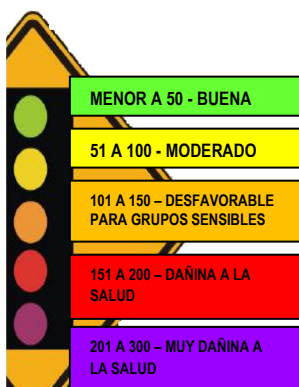 MENOR A 50 - BUENA
51 A 100 - MODERADO
101 A 150 – DESFAVORABLE
PARA GRUPOS SENSIBLES
151 A 200 – DAÑINA A LA
SALUD
201 A 300 – MUY DAÑINA A
LA SALUD